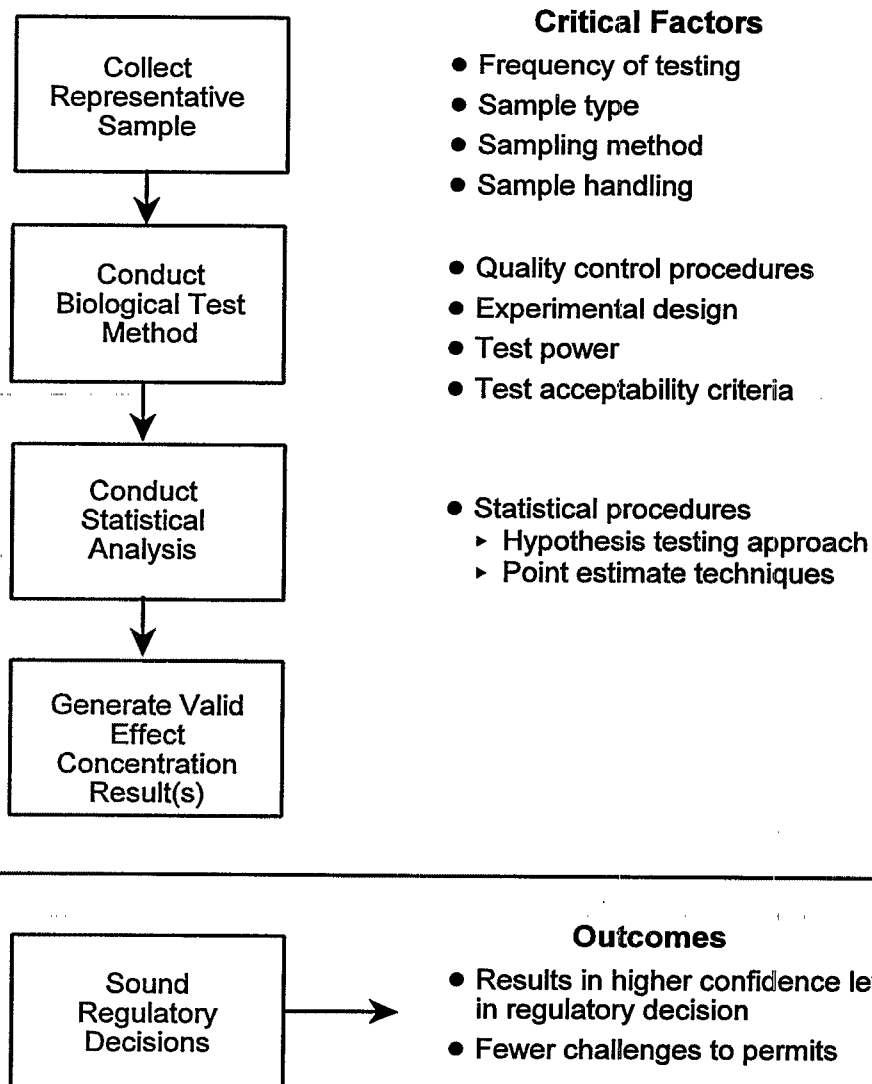 Critical Factors
Collect
Representative
Sample
● Frequency of testing
● Sample type
● Sampling method
● Sample handling
Conduct
Biological Test
Method
● Quality control procedures
● Experimental design
● Test power
● Test acceptability criteria
Conduct
Statistical
Analysis
● Statistical procedures
▸ Hypothesis testing approach
▸ Point estimate techniques
Generate Valid
Effect
Concentration
Result(s)
Outcomes
Sound
Regulatory
Decisions
● Results in higher confidence
in regulatory decision
● Fewer challenges to permits